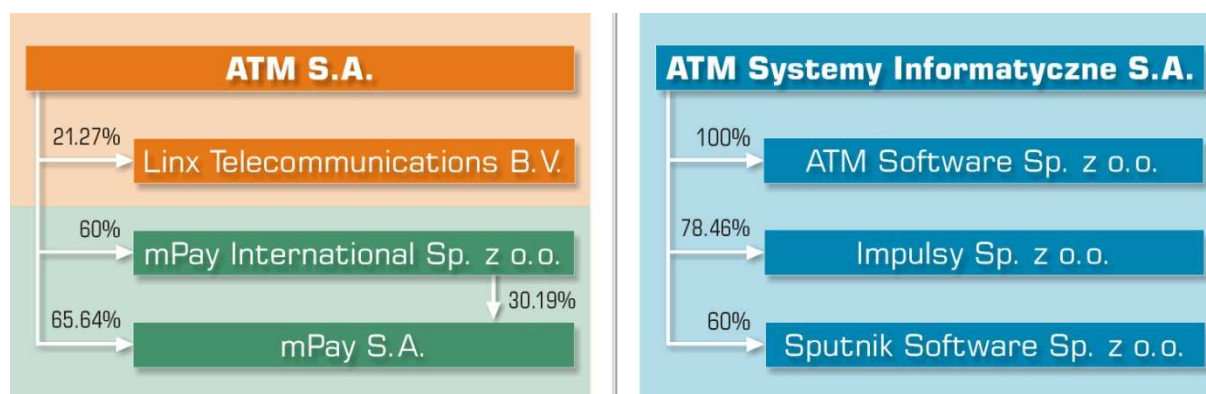 ATM S.A.
21.27%
Linx Telecommunications B.V.
60%
mPay International Sp. z o.o.
30.19%
65.64%
mPay S.A.
ATM Systemy Informatyczne S.A.
100%
ATM Software Sp. z o.o.
78.46%
Impulsy Sp. z o.o.
60%
Sputnik Software Sp. z o.o.